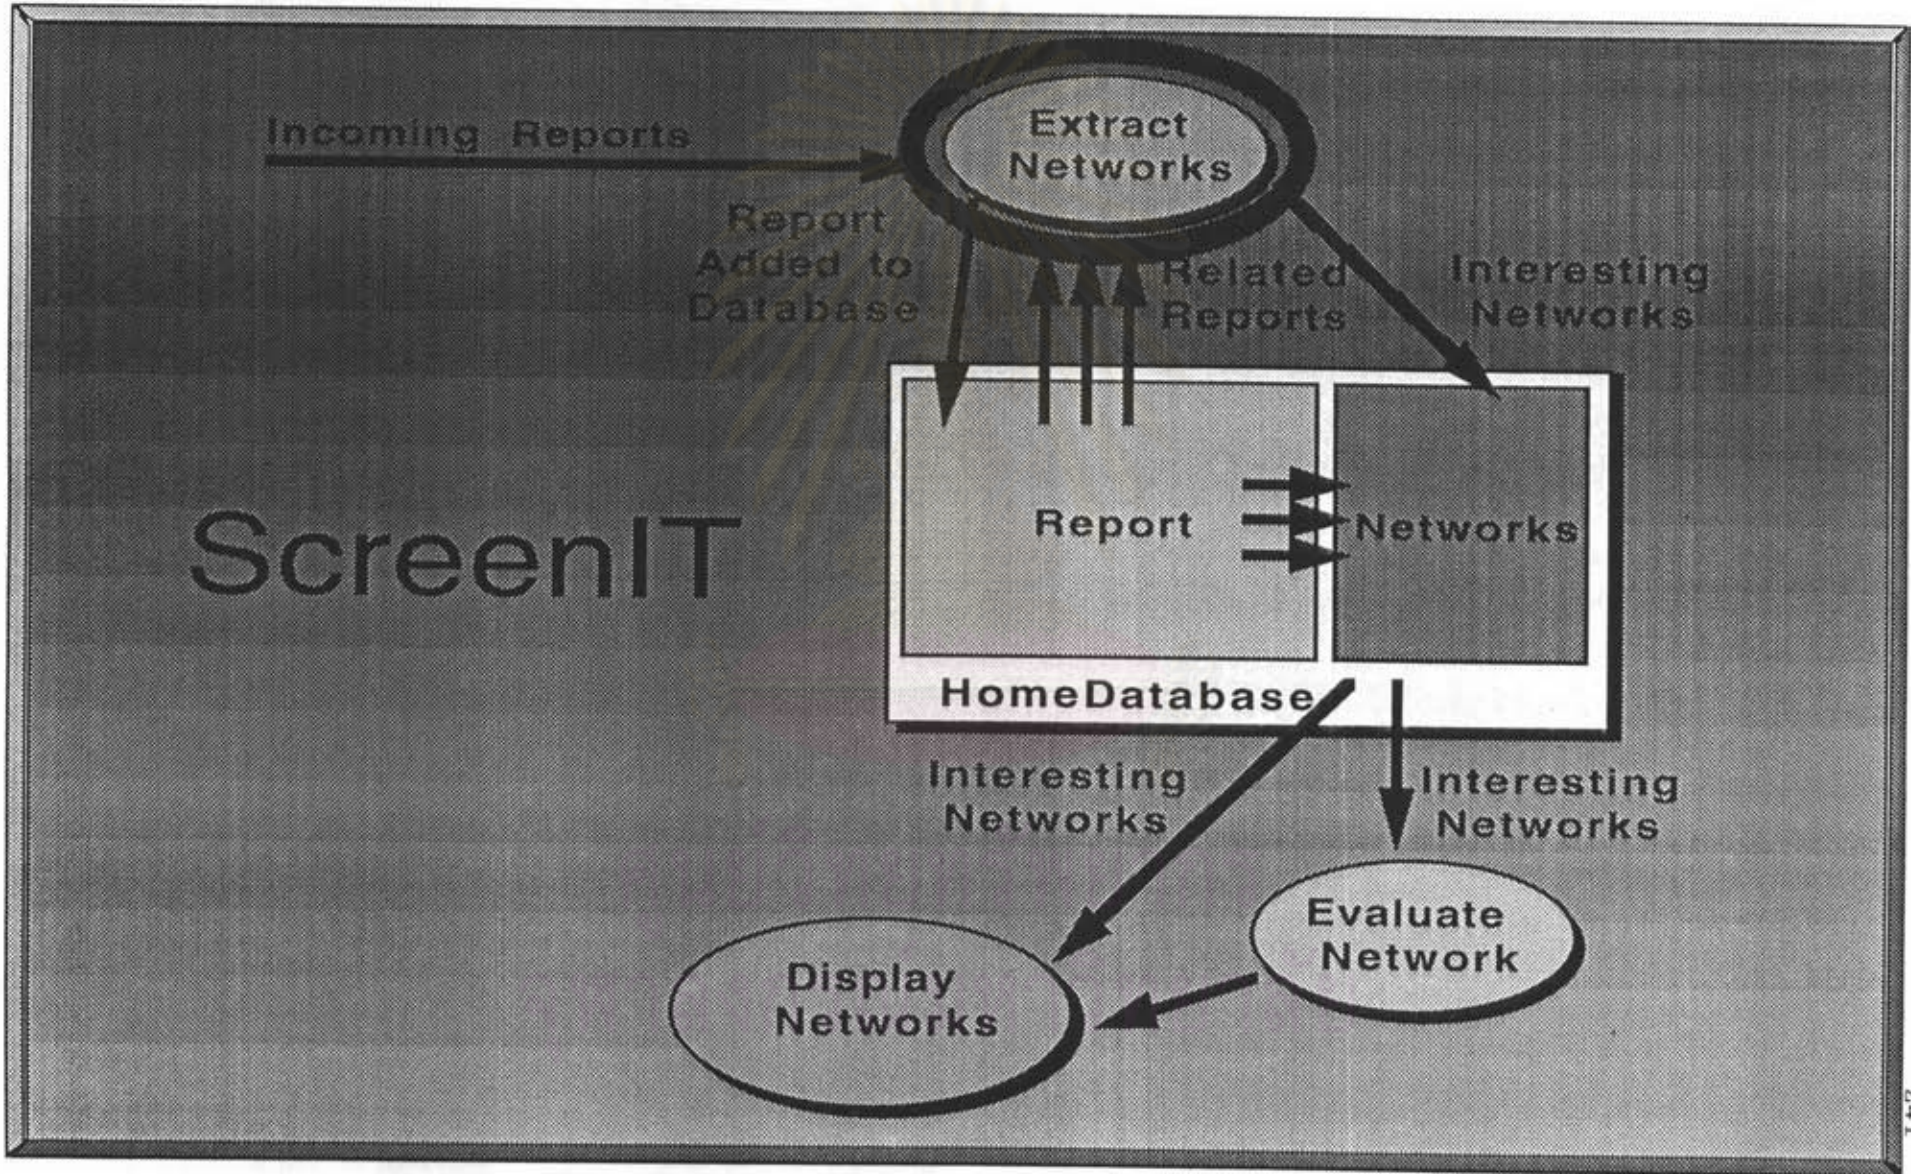 Incoming Reports
Extract
Networks
Report
Added to
Database
Related
Reports
Interesting
Networks
ScreenIT
Report
Networks
HomeDatabase
Interesting
Networks
Interesting
Networks
Evaluate
Network
Display
Networks